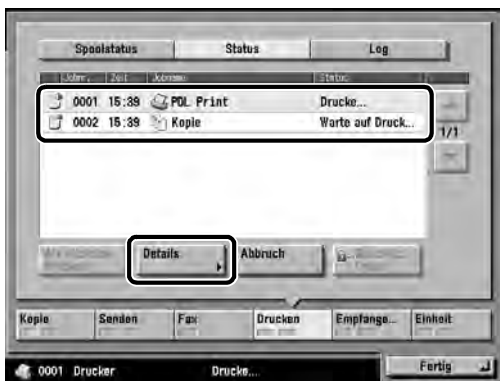 Spoolstatus Status Log
Jobnr. Zeit Jobname Status
0001 15:39 PDL Print Drucke...
0002 15:39 Kopie Warte auf Druck...
1/1
Details Abbruch
Kopie Senden Fax Drucken Empfange... Einheit
0001 Drucker Drucke... Fertig